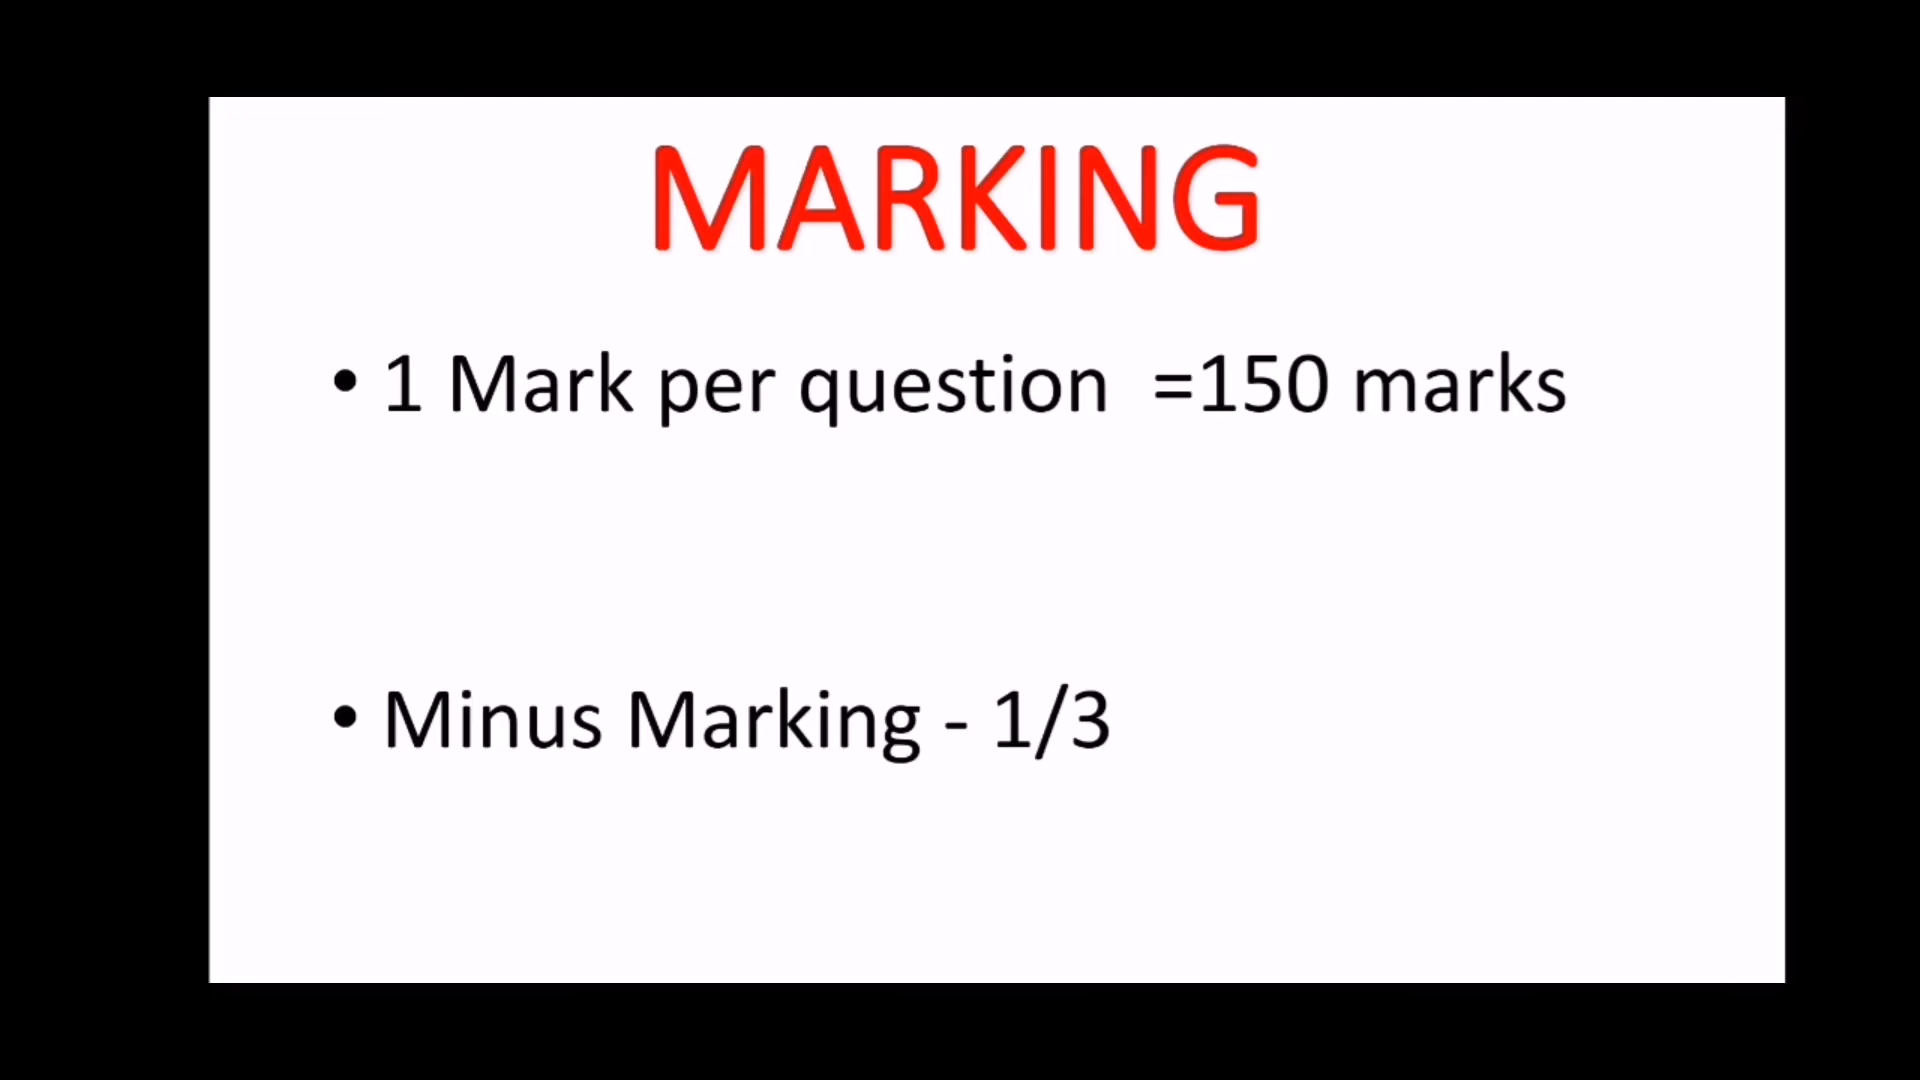 MARKING
• 1 Mark per question  =150 marks
• Minus Marking - 1/3